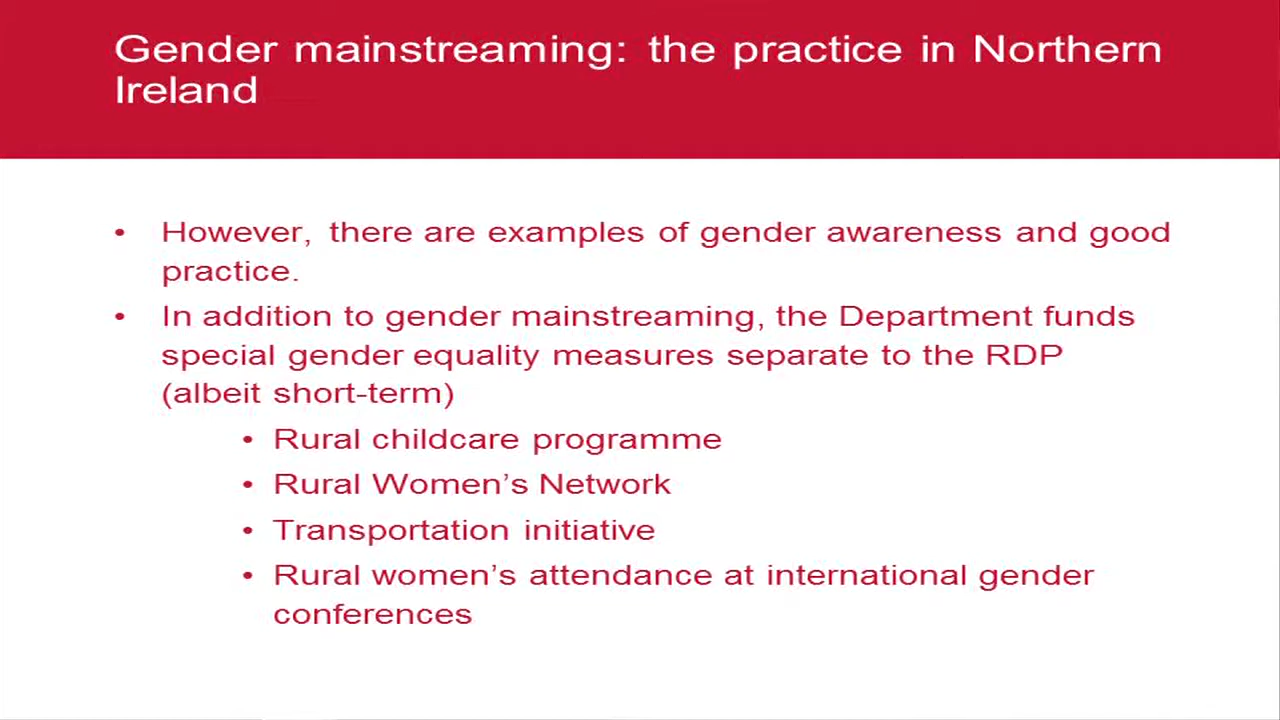 Gender mainstreaming: the practice in Northern
Ireland
• However, there are examples of gender awareness and good
practice.
• In addition to gender mainstreaming, the Department funds
special gender equality measures separate to the RDP
(albeit short-term)
• Rural childcare programme
• Rural Women’s Network
• Transportation initiative
• Rural women’s attendance at international gender
conferences